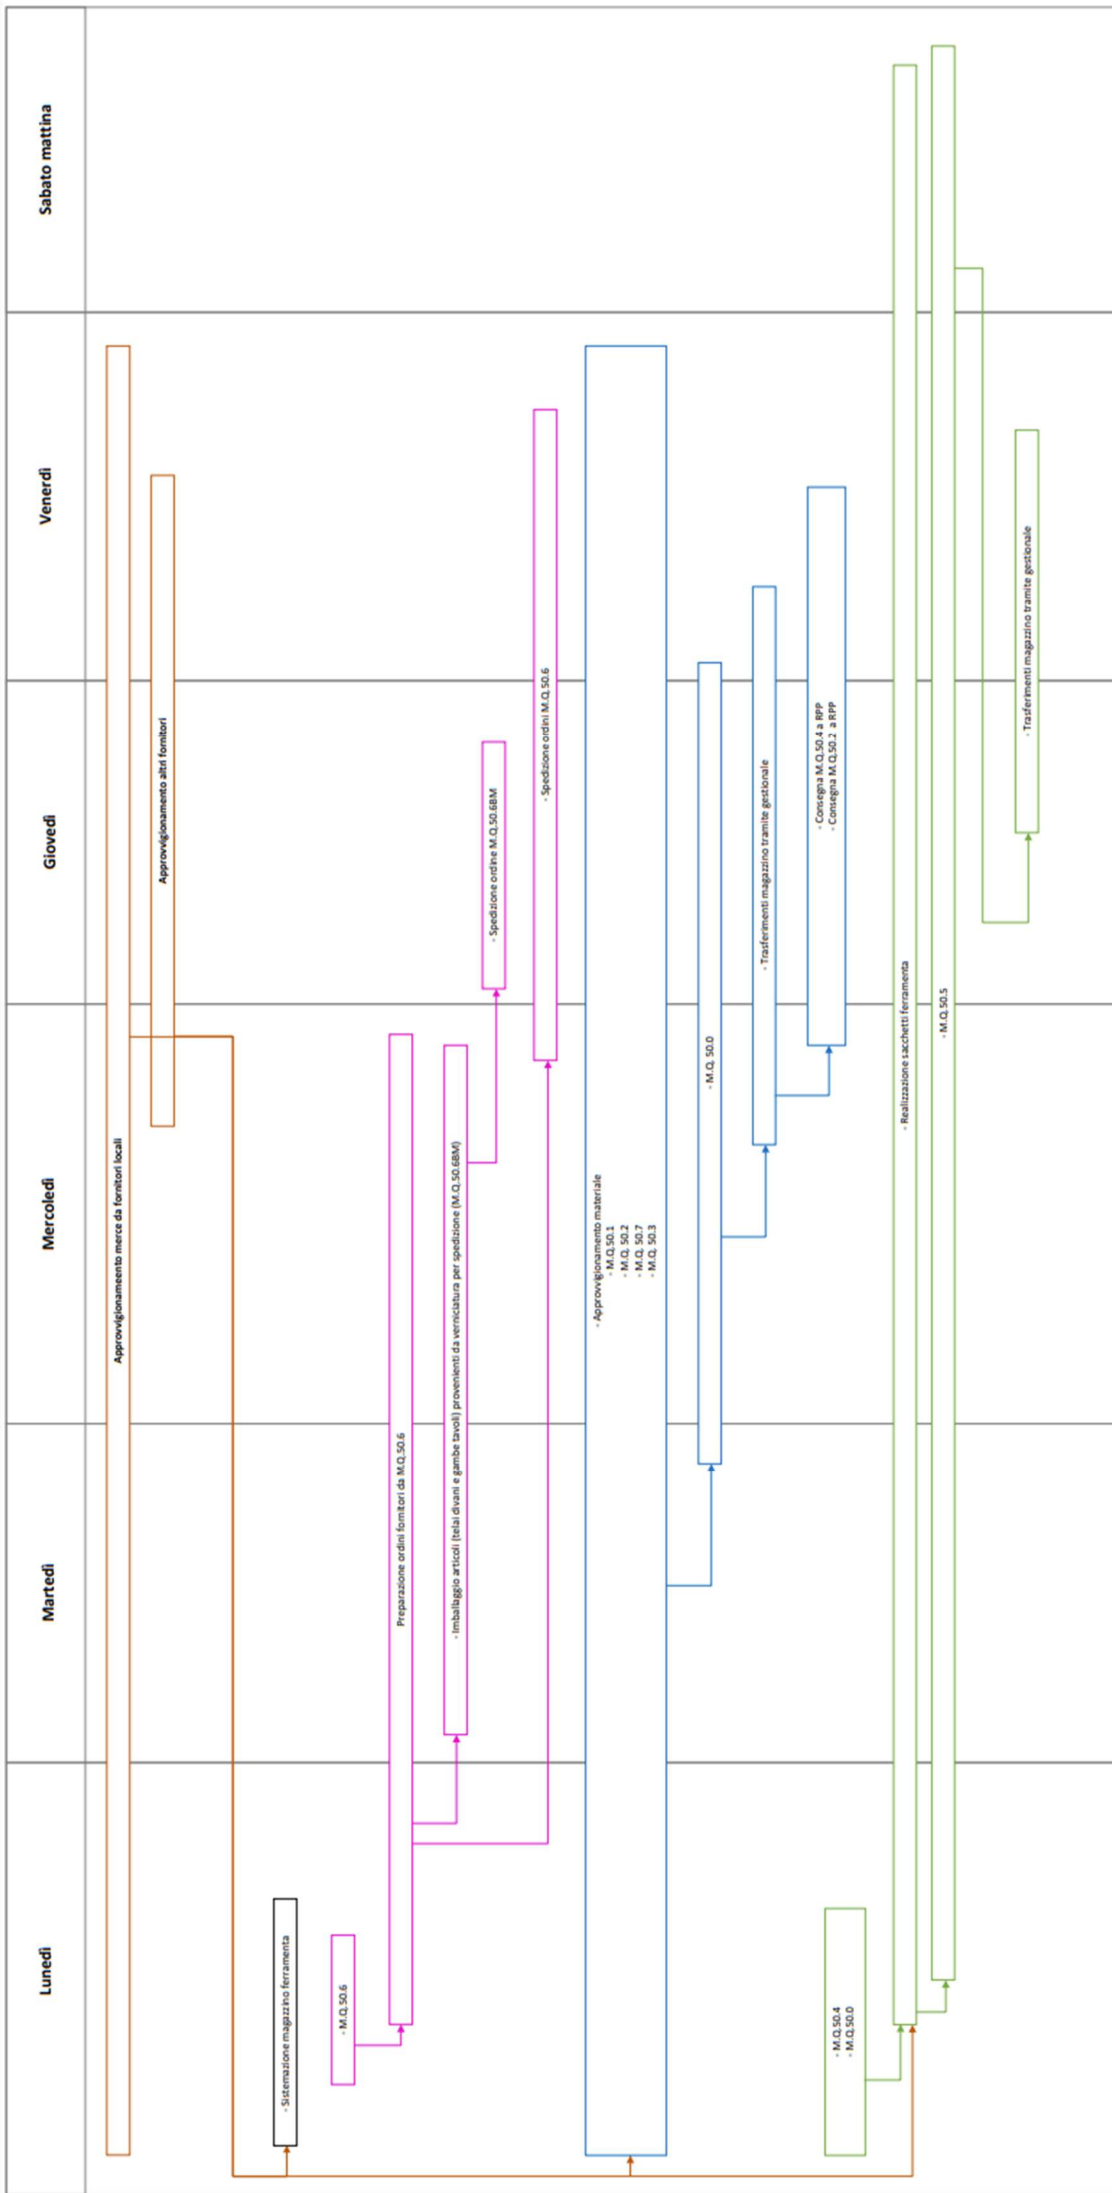 Lunedì
Martedì
Mercoledì
Giovedì
Venerdì
Sabato mattina
Approvvigionameento merce da fornitori locali
Approvvigionamento altri fornitori
- Sistemazione magazzino ferramenta
- M.Q.50.6
Preparazione ordini fornitori da M.Q.50.6
- Imballaggio articoli (telai divani e gambe tavoli) provenienti da verniciatura per spedizione (M.Q.50.6BM)
- Spedizione ordine M.Q.50.6BM
- Spedizione ordini M.Q.50.6
- Approvvigionamento materiale
- M.Q.50.1
- M.Q. 50.2
- M.Q. 50.7
- M.Q. 50.3
- M.Q. 50.0
- Trasferimenti magazzino tramite gestionale
- Consegna M.Q.50.4 a RPP
- Consegna M.Q.50.2 a RPP
- M.Q.50.4
- M.Q.50.0
- Realizzazione sacchetti ferramenta
- M.Q.50.5
- Trasferimenti magazzino tramite gestionale